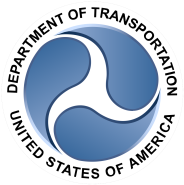 DEPARTMENT OF TRANSPORTATION
UNITED STATES OF AMERICA